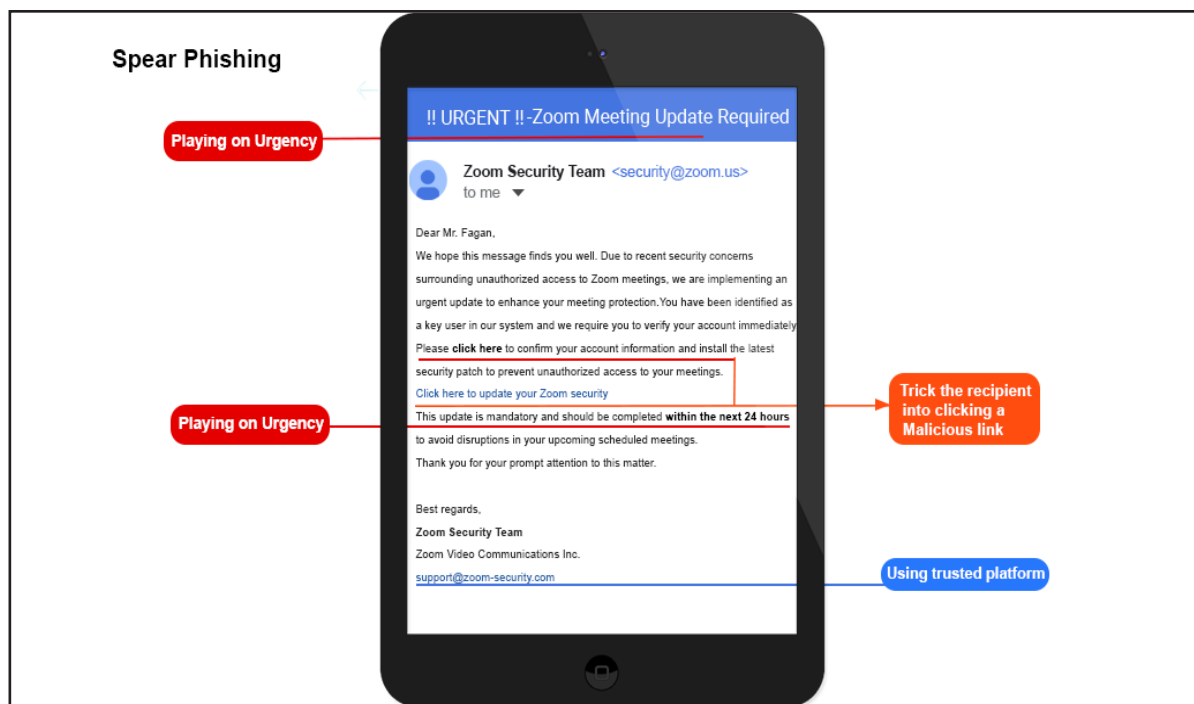 Spear Phishing
!! URGENT !!-Zoom Meeting Update Required
Playing on Urgency
Zoom Security Team <security@zoom.us>
to me
Dear Mr. Fagan,
We hope this message finds you well. Due to recent security concerns
surrounding unauthorized access to Zoom meetings, we are implementing an
urgent update to enhance your meeting protection.You have been identified as
a key user in our system and we require you to verify your account immediately
Please click here to confirm your account information and install the latest
security patch to prevent unauthorized access to your meetings.
Click here to update your Zoom security
Trick the recipient
into clicking a
Malicious link
Playing on Urgency
This update is mandatory and should be completed within the next 24 hours
to avoid disruptions in your upcoming scheduled meetings.
Thank you for your prompt attention to this matter.
Best regards,
Zoom Security Team
Zoom Video Communications Inc.
support@zoom-security.com
Using trusted platform